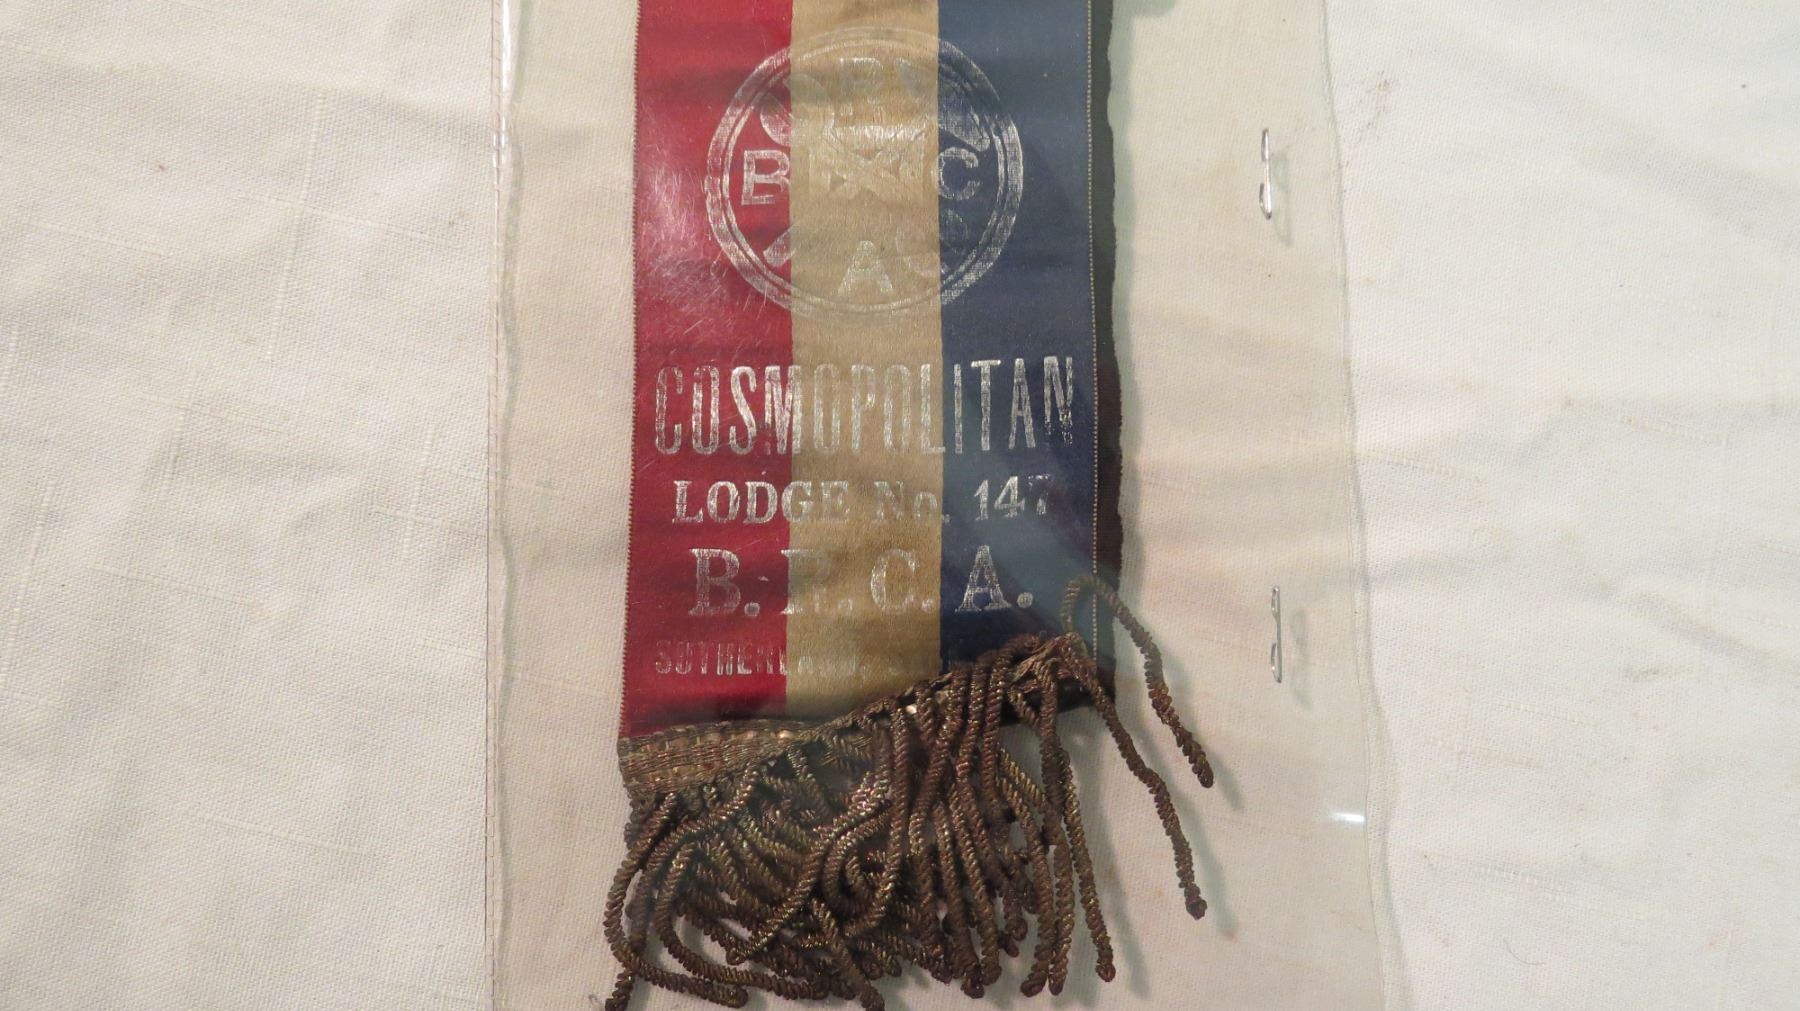 B C
A
COSMOPOLITAN
LODGE No. 147
B. R. C. A.